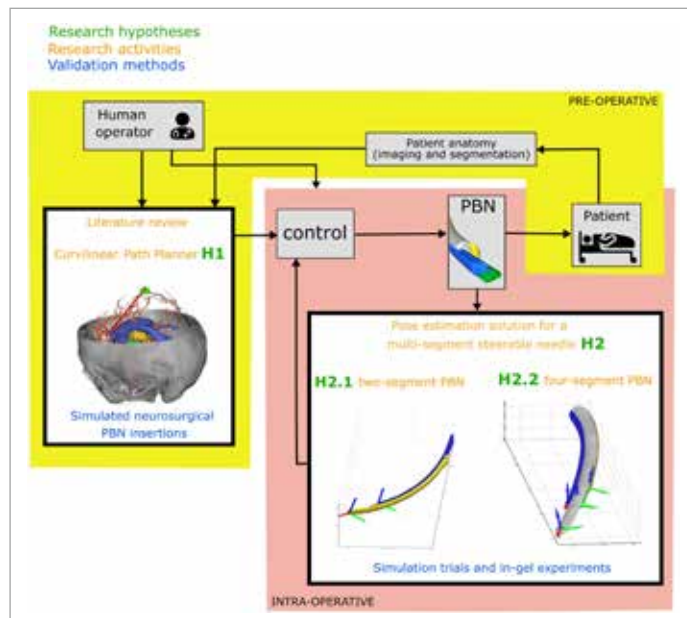 Research hypotheses
Research activities
Validation methods
PRE-OPERATIVE
Human
operator
Patient anatomy
(imaging and segmentation)
Literature review
Curvilinear Path Planner H1
Simulated neurosurgical
PBN insertions
control
PBN
Patient
Pose estimation solution for a
multi-segment steerable needle H2
H2.1 two-segment PBN
H2.2 four-segment PBN
Simulation trials and in-gel experiments
INTRA-OPERATIVE